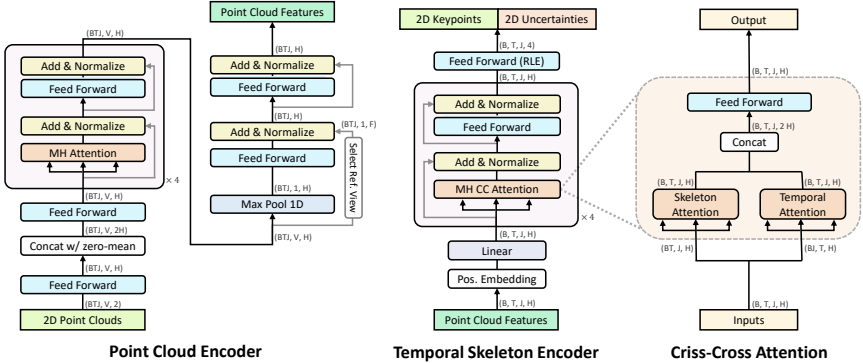 Point Cloud Features
(BTJ, V, H)
(BTJ, H)
Add & Normalize
Feed Forward
Add & Normalize
MH Attention
× 4
(BTJ, V, H)
Feed Forward
(BTJ, V, 2H)
Concat w/ zero-mean
(BTJ, V, H)
Feed Forward
(BTJ, V, 2)
2D Point Clouds
Add & Normalize
Feed Forward
(BTJ, H)
Add & Normalize
(BTJ, 1, F)
Feed Forward
Select Ref. View
(BTJ, 1, H)
Max Pool 1D
(BTJ, V, H)
Point Cloud Encoder
2D Keypoints
2D Uncertainties
(B, T, J, 4)
Feed Forward (RLE)
(B, T, J, H)
Add & Normalize
Feed Forward
Add & Normalize
MH CC Attention
× 4
(B, T, J, H)
Linear
Pos. Embedding
(B, T, J, H)
Point Cloud Features
Temporal Skeleton Encoder
Output
(B, T, J, H)
Feed Forward
(B, T, J, 2 H)
Concat
(B, T, J, H)
(B, T, J, H)
Skeleton
Attention
Temporal
Attention
(BT, J, H)
(BJ, T, H)
(B, T, J, H)
Inputs
Criss-Cross Attention